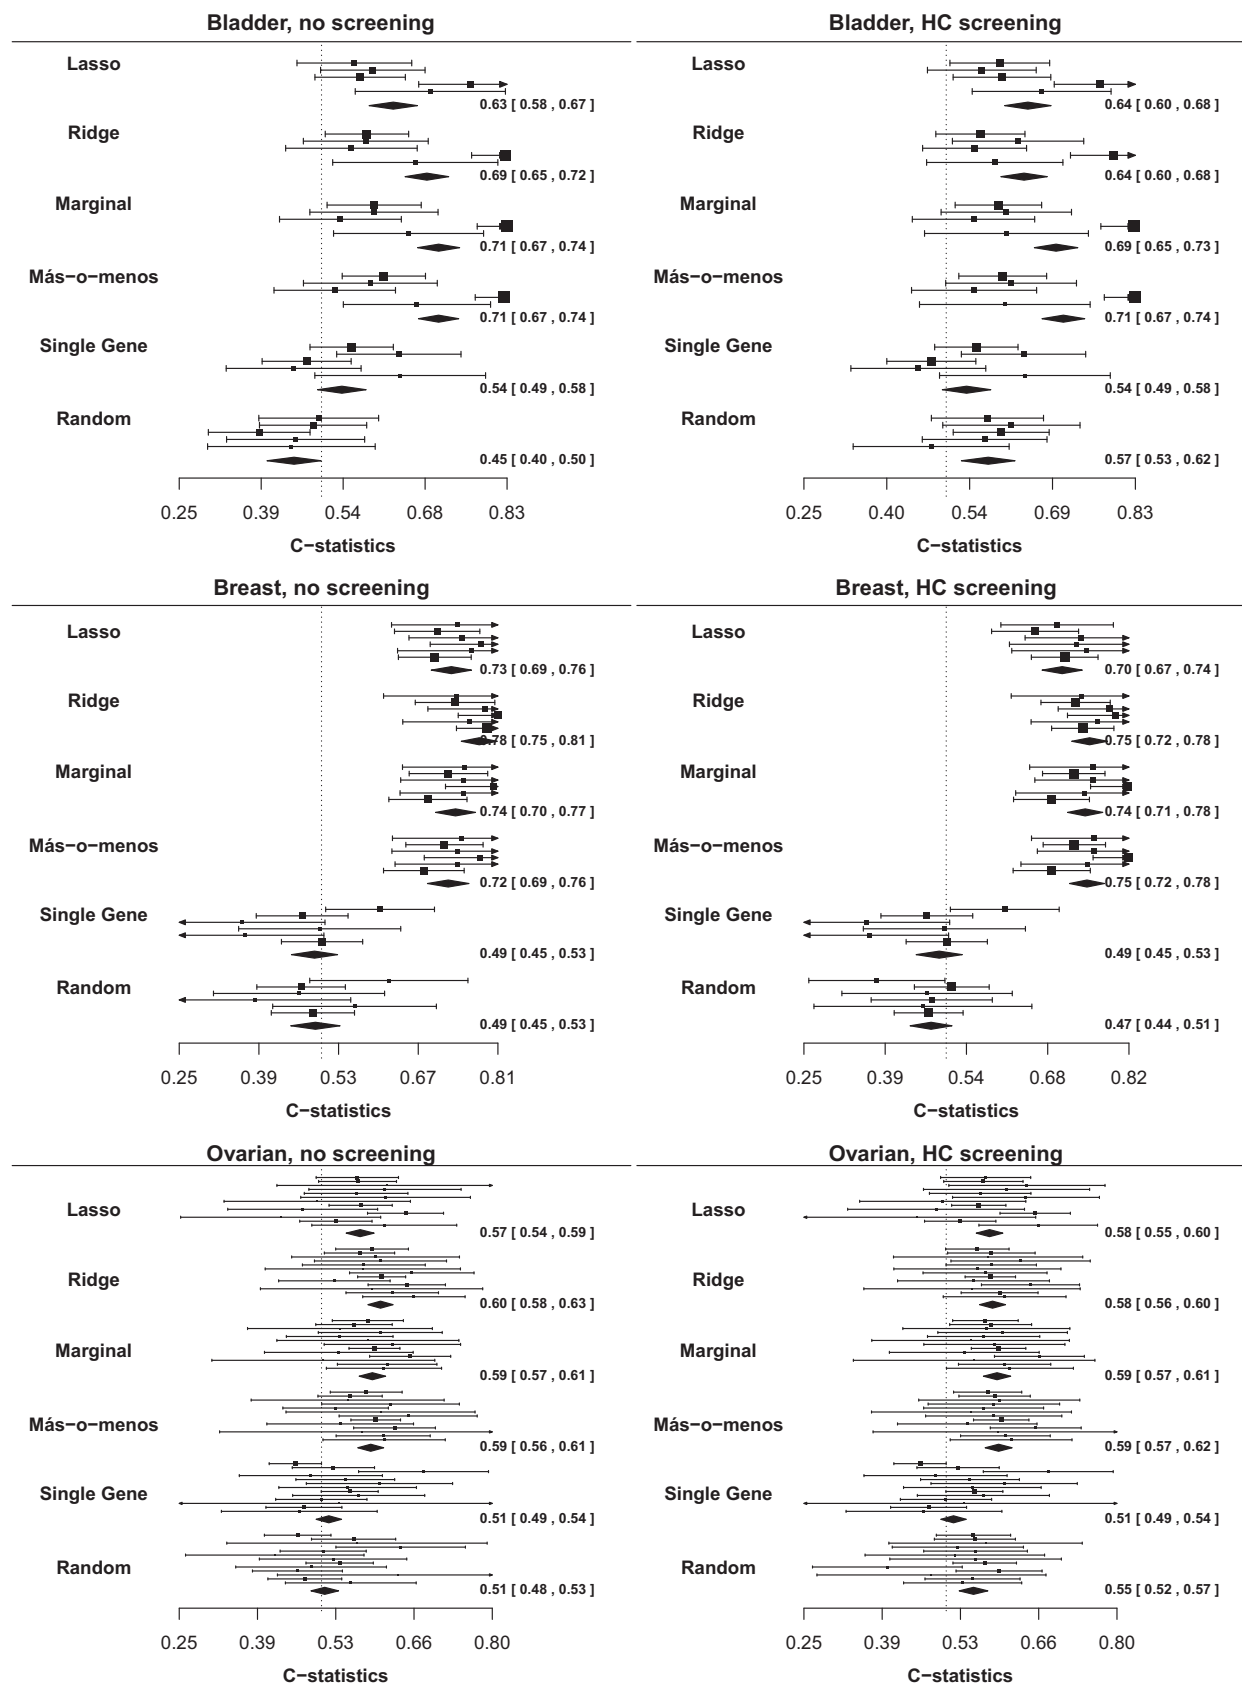 Bladder, no screening
Lasso
0.63 [ 0.58 , 0.67 ]
Ridge
0.69 [ 0.65 , 0.72 ]
Marginal
0.71 [ 0.67 , 0.74 ]
Más−o−menos
0.71 [ 0.67 , 0.74 ]
Single Gene
0.54 [ 0.49 , 0.58 ]
Random
0.45 [ 0.40 , 0.50 ]
0.25 0.39 0.54 0.68 0.83
C−statistics
Bladder, HC screening
Lasso
0.64 [ 0.60 , 0.68 ]
Ridge
0.64 [ 0.60 , 0.68 ]
Marginal
0.69 [ 0.65 , 0.73 ]
Más−o−menos
0.71 [ 0.67 , 0.74 ]
Single Gene
0.54 [ 0.49 , 0.58 ]
Random
0.57 [ 0.53 , 0.62 ]
0.25 0.40 0.54 0.69 0.83
C−statistics
Breast, no screening
Lasso
0.73 [ 0.69 , 0.76 ]
Ridge
0.78 [ 0.75 , 0.81 ]
Marginal
0.74 [ 0.70 , 0.77 ]
Más−o−menos
0.72 [ 0.69 , 0.76 ]
Single Gene
0.49 [ 0.45 , 0.53 ]
Random
0.49 [ 0.45 , 0.53 ]
0.25 0.39 0.53 0.67 0.81
C−statistics
Breast, HC screening
Lasso
0.70 [ 0.67 , 0.74 ]
Ridge
0.75 [ 0.72 , 0.78 ]
Marginal
0.74 [ 0.71 , 0.78 ]
Más−o−menos
0.75 [ 0.72 , 0.78 ]
Single Gene
0.49 [ 0.45 , 0.53 ]
Random
0.47 [ 0.44 , 0.51 ]
0.25 0.39 0.54 0.68 0.82
C−statistics
Ovarian, no screening
Lasso
0.57 [ 0.54 , 0.59 ]
Ridge
0.60 [ 0.58 , 0.63 ]
Marginal
0.59 [ 0.57 , 0.61 ]
Más−o−menos
0.59 [ 0.56 , 0.61 ]
Single Gene
0.51 [ 0.49 , 0.54 ]
Random
0.51 [ 0.48 , 0.53 ]
0.25 0.39 0.53 0.66 0.80
C−statistics
Ovarian, HC screening
Lasso
0.58 [ 0.55 , 0.60 ]
Ridge
0.58 [ 0.56 , 0.60 ]
Marginal
0.59 [ 0.57 , 0.61 ]
Más−o−menos
0.59 [ 0.57 , 0.62 ]
Single Gene
0.51 [ 0.49 , 0.54 ]
Random
0.55 [ 0.52 , 0.57 ]
0.25 0.39 0.53 0.66 0.80
C−statistics